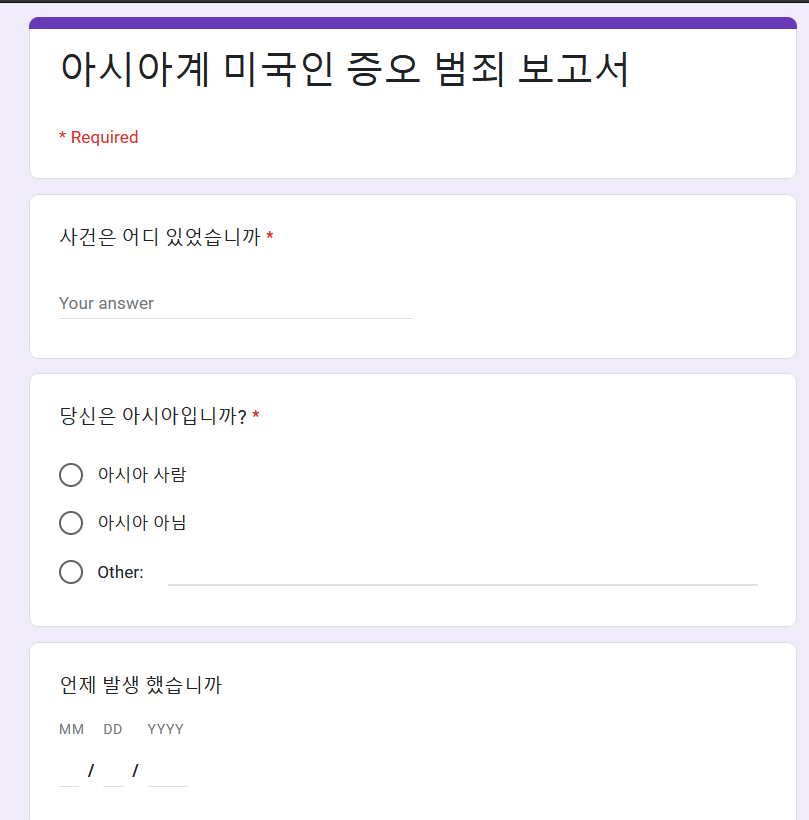 아시아계 미국인 증오 범죄 보고서
* Required
사건은 어디 있었습니까 *
Your answer
당신은 아시아입니까? *
아시아 사람
아시아 아님
Other:
언제 발생 했습니까
MM DD YYYY
/ /